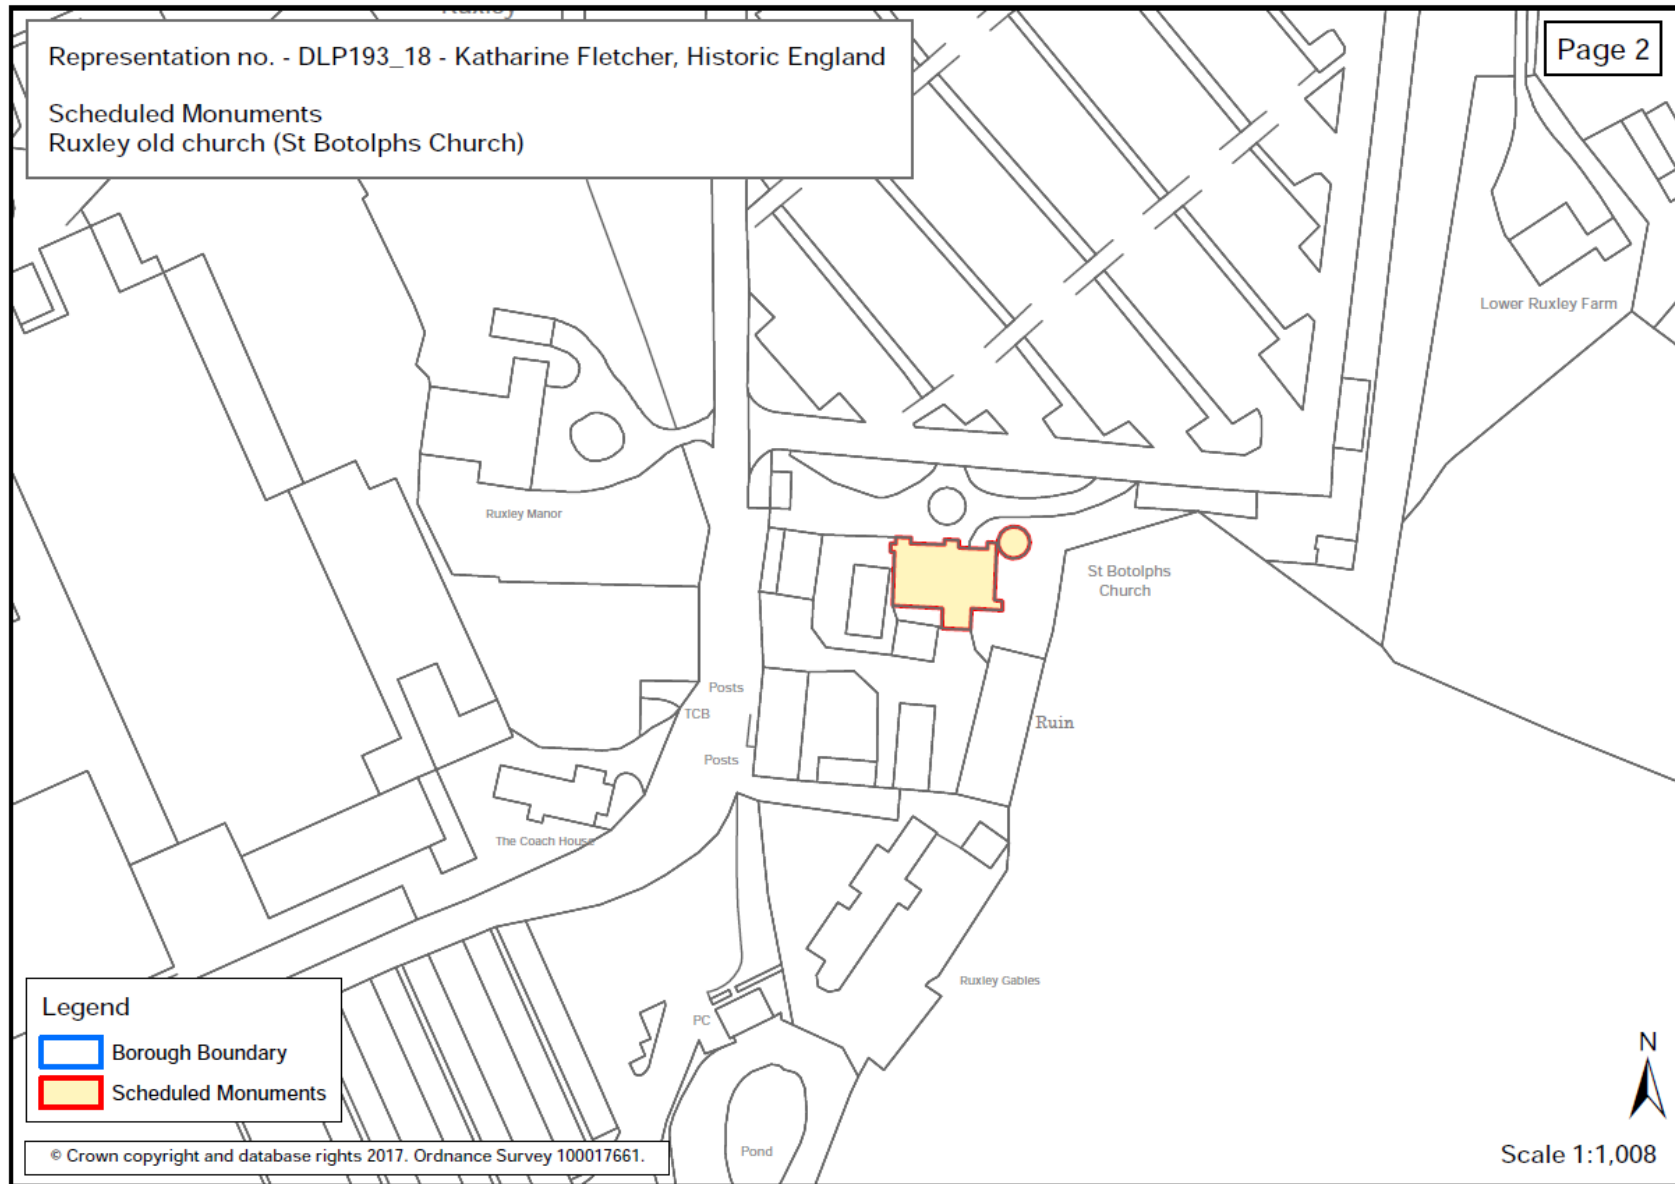 Ruxley
Representation no. - DLP193_18 - Katharine Fletcher, Historic England
Scheduled Monuments
Ruxley old church (St Botolphs Church)
Page 2
Lower Ruxley Farm
Ruxley Manor
St Botolphs
Church
Posts
TCB
Ruin
Posts
The Coach House
Ruxley Gables
PC
Pond
Legend
Borough Boundary
Scheduled Monuments
N
Scale 1:1,008
© Crown copyright and database rights 2017. Ordnance Survey 100017661.